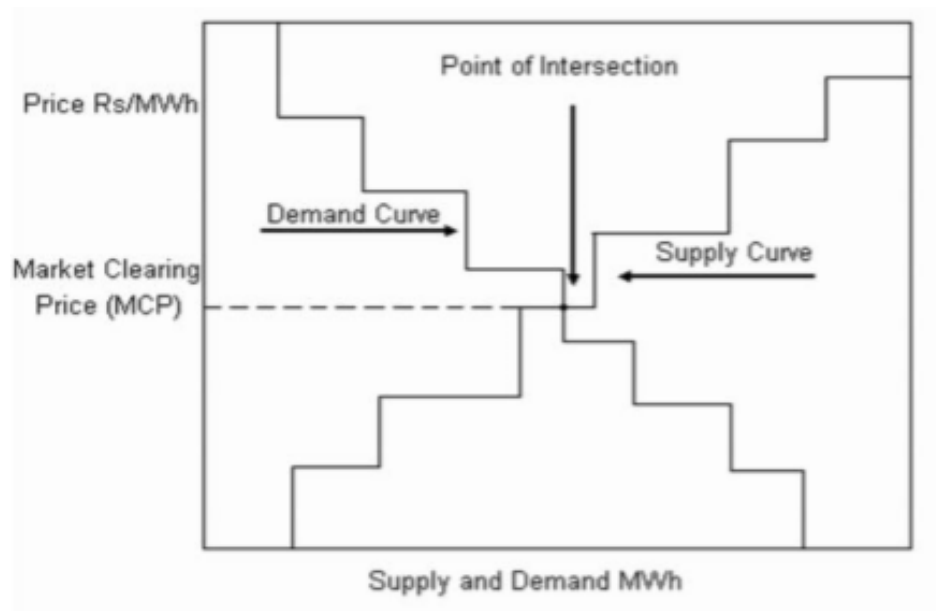 Point of Intersection
Price Rs/MWh
Demand Curve
Supply Curve
Market Clearing
Price (MCP)
Supply and Demand MWh